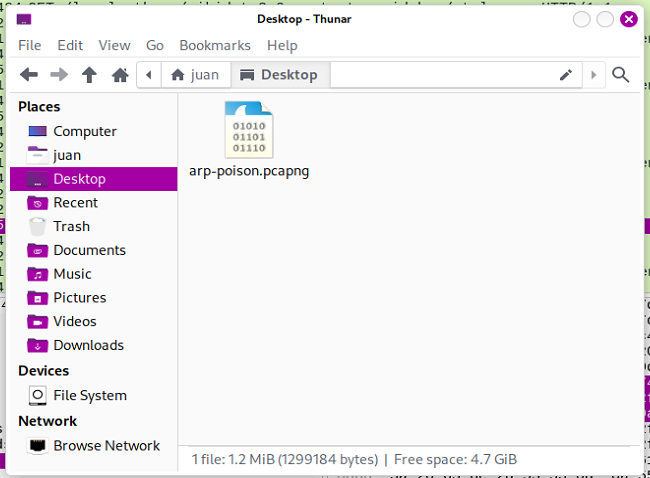 Desktop - Thunar
File Edit View Go Bookmarks Help
juan Desktop
Places
Computer
juan
Desktop
Recent
Trash
Documents
Music
Pictures
Videos
Downloads
Devices
File System
Network
Browse Network
01010
01101
01110
arp-poison.pcapng
1 file: 1.2 MiB (1299184 bytes) | Free space: 4.7 GiB